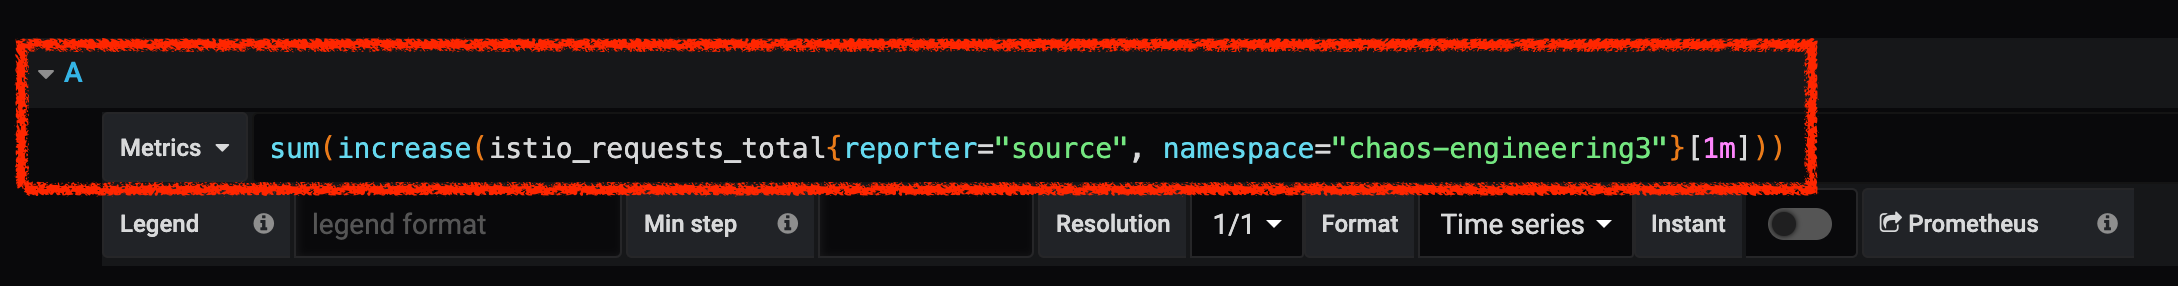 A
Metrics sum(increase(istio_requests_total{reporter="source", namespace="chaos-engineering3"}[1m]))
Legend legend format Min step Resolution 1/1 Format Time series Instant Prometheus